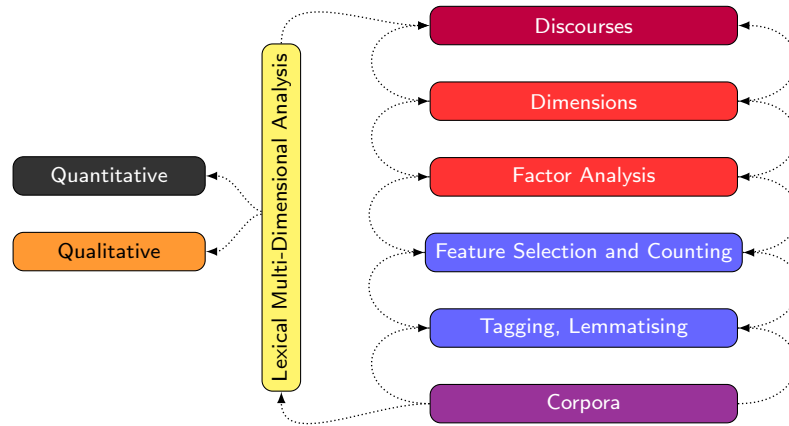 Quantitative
Qualitative
Lexical Multi-Dimensional Analysis
Discourses
Dimensions
Factor Analysis
Feature Selection and Counting
Tagging, Lemmatising
Corpora